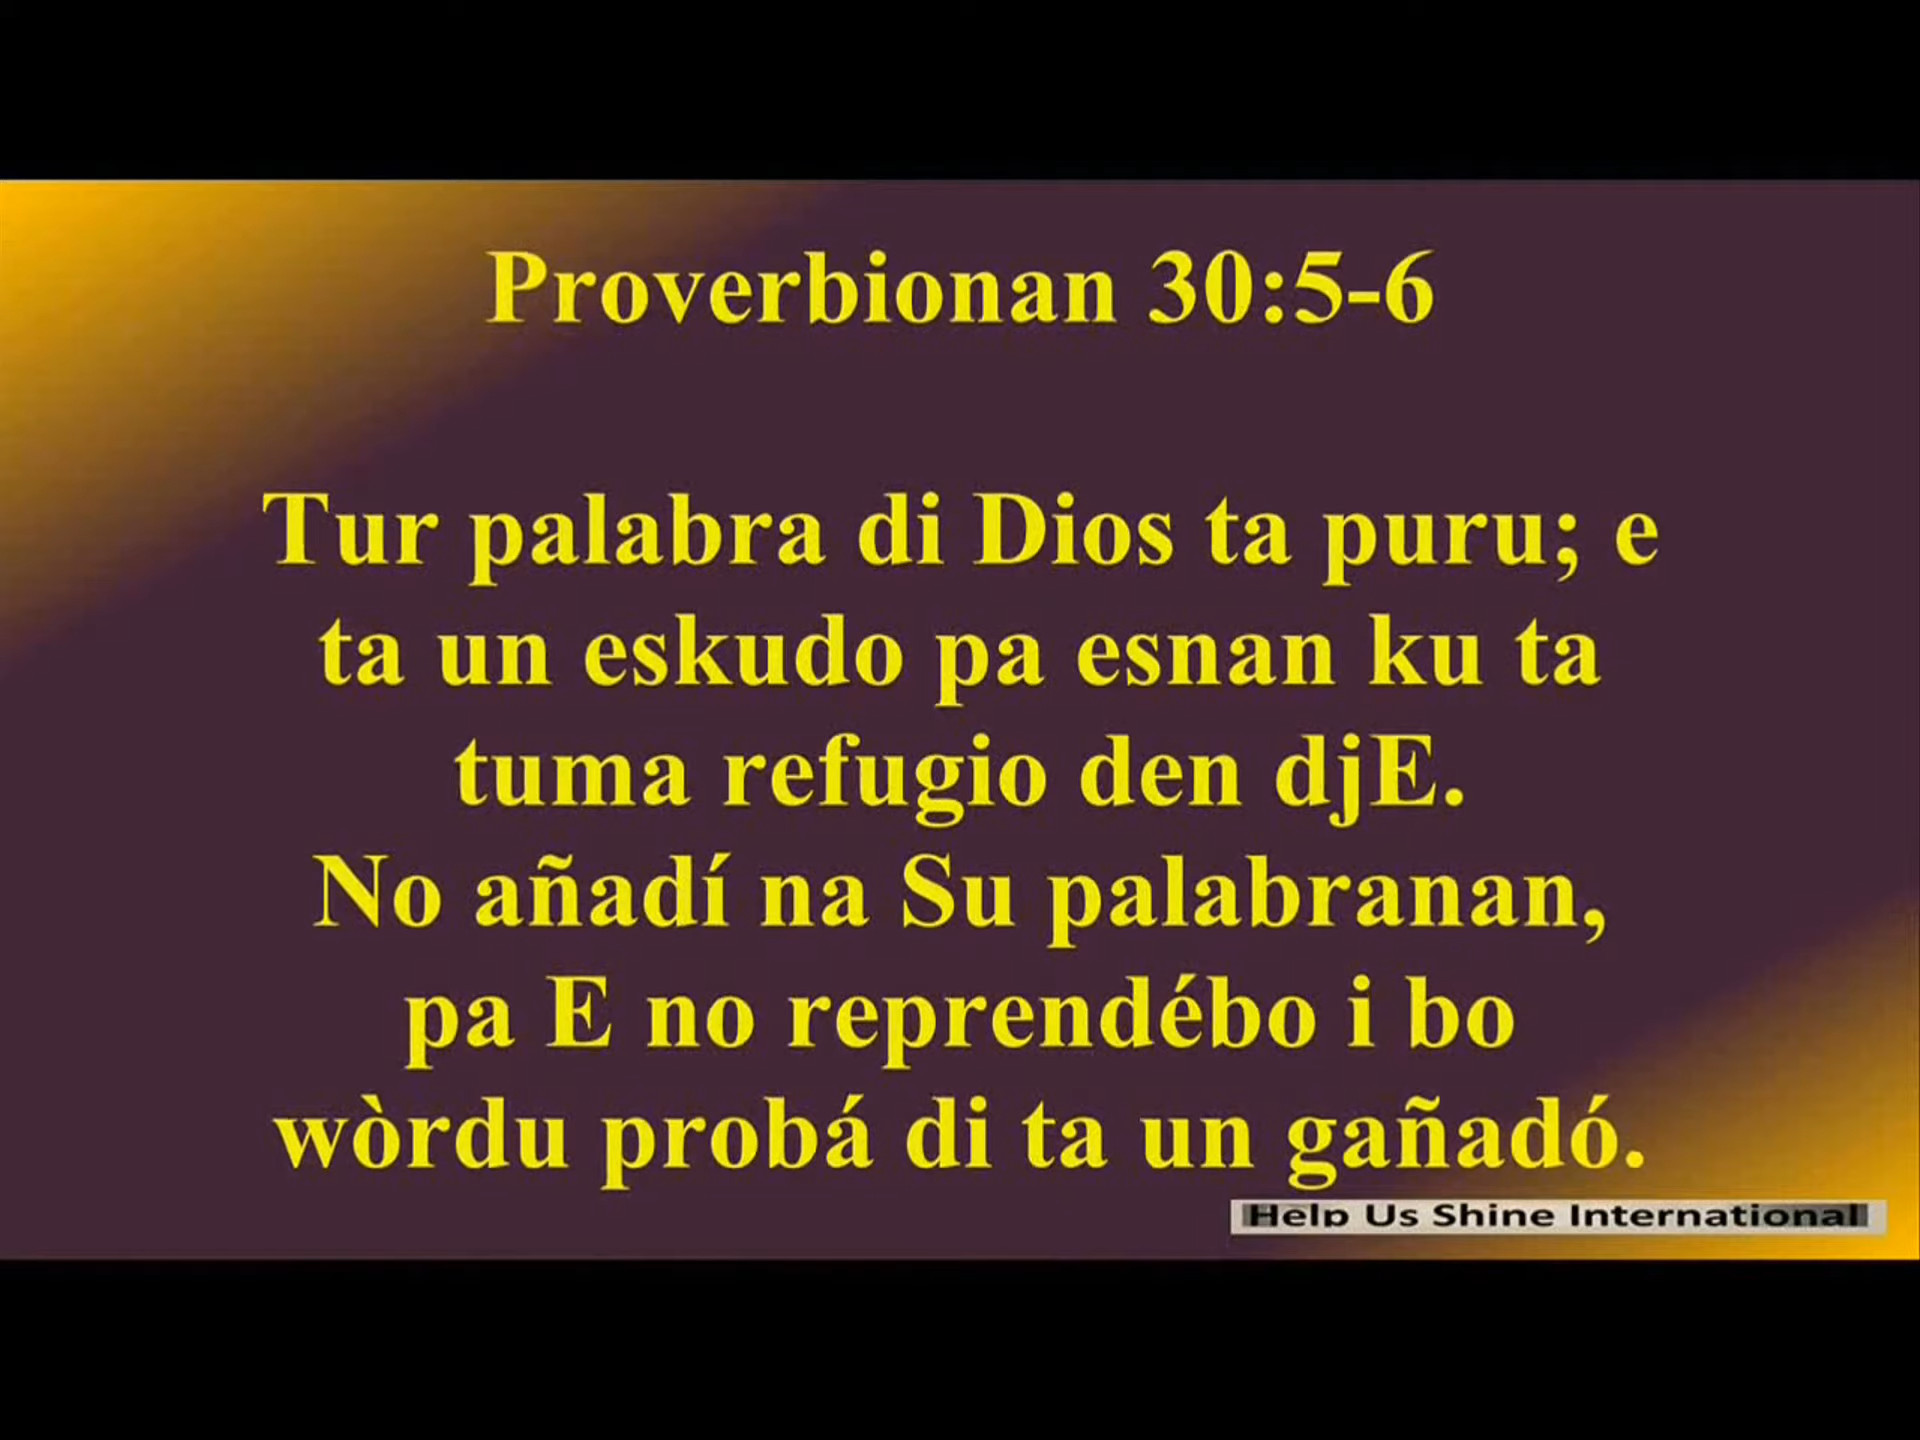 Proverbionan 30:5-6
Tur palabra di Dios ta puru; e
ta un eskudo pa esnan ku ta
tuma refugio den djE.
No añadí na Su palabranan,
pa E no reprendébo i bo
wòrdu probá di ta un gañadó.
Help Us Shine International